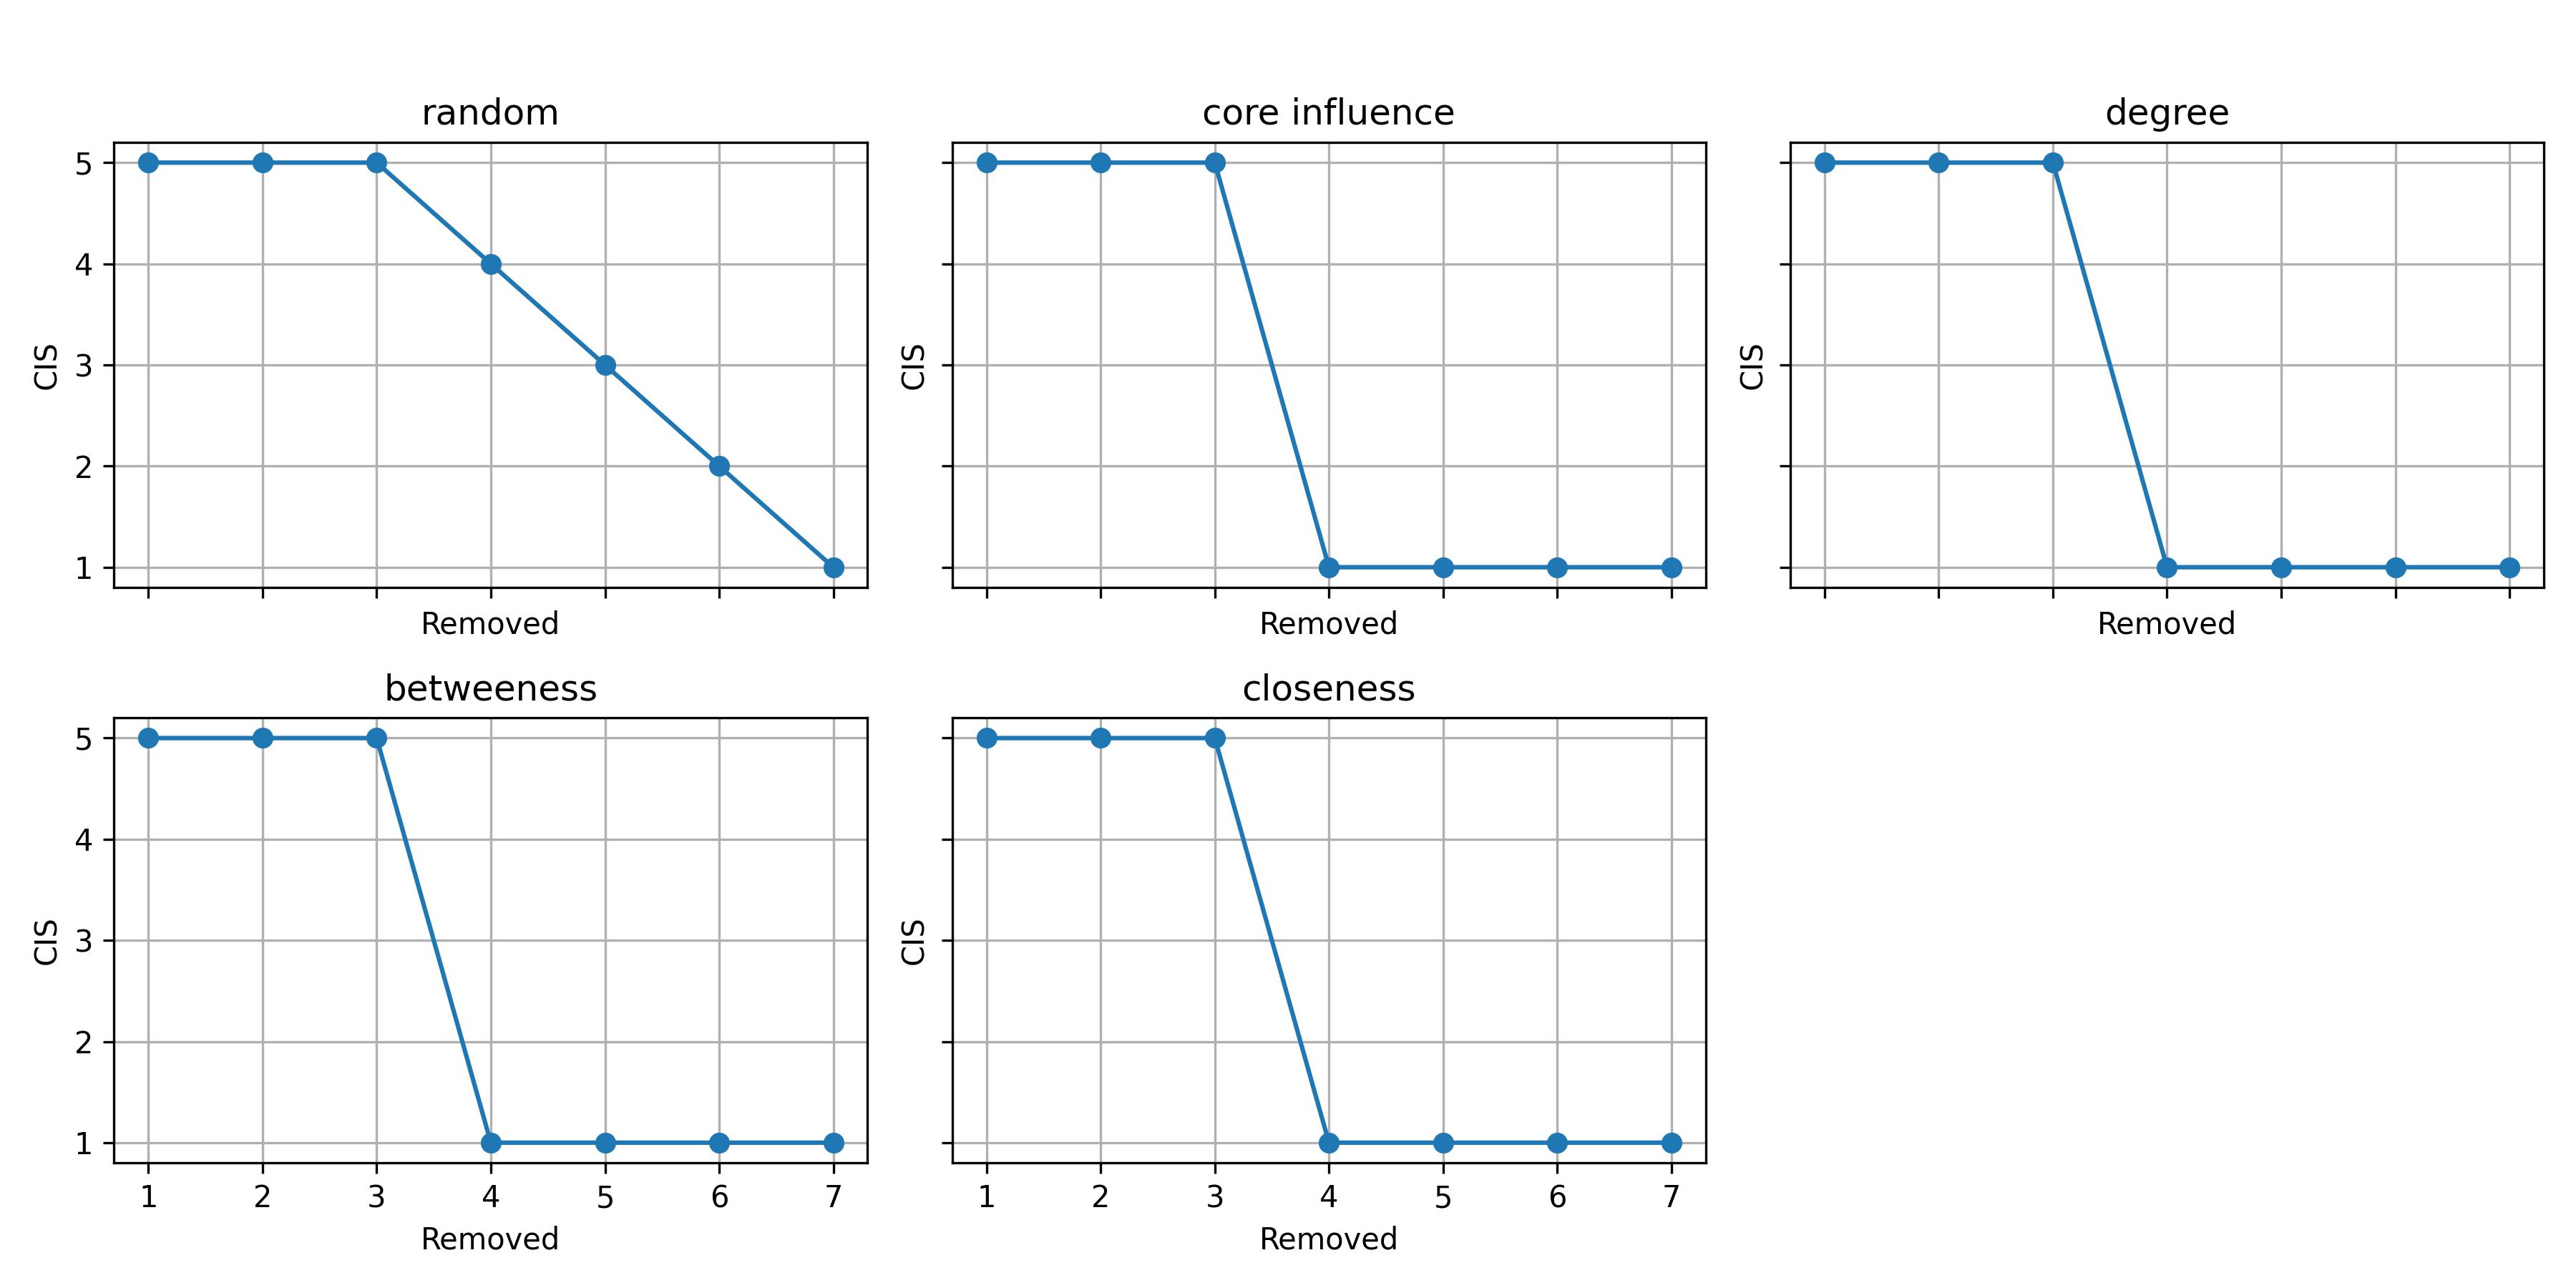 random
core influence
degree
5
4
3
2
1
CIS
CIS
CIS
Removed
Removed
Removed
betweeness
closeness
5
4
3
2
1
CIS
CIS
1 2 3 4 5 6 7
1 2 3 4 5 6 7
Removed
Removed